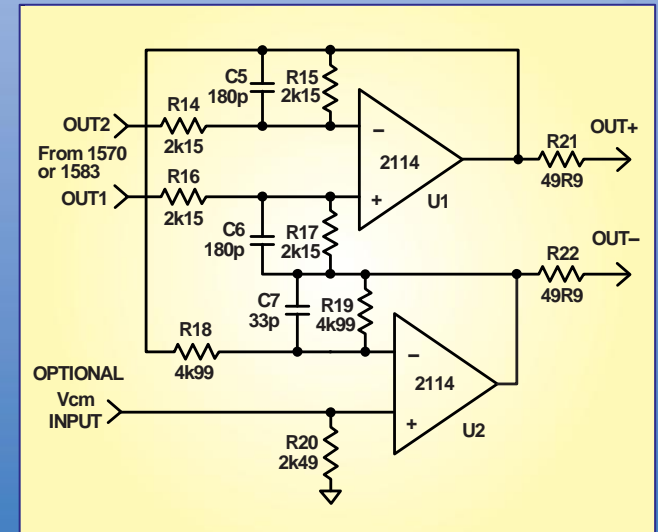 C5
180p
R15
2k15
R14
2k15
OUT2
From 1570
or 1583
OUT1
R16
2k15
–
2114
+
U1
R21
49R9
OUT+
C6
180p
R17
2k15
OUT–
R22
49R9
C7
33p
R19
4k99
R18
4k99
–
2114
+
U2
OPTIONAL
Vcm
INPUT
R20
2k49